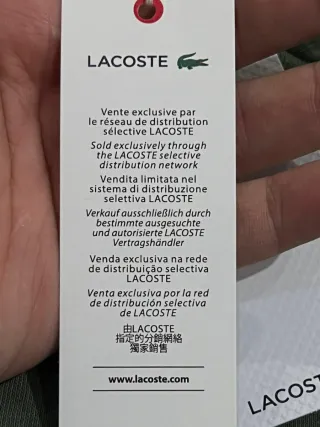 LACOSTE
Vente exclusive par
le réseau de distribution
sélective LACOSTE
Sold exclusively through
the LACOSTE selective
distribution network
Vendita limitata nel
sistema di distribuzione
selettiva LACOSTE
Verkauf ausschließlich durch
bestimmte ausgesuchte
und autorisierte LACOSTE
Vertragshändler
Venda exclusiva na rede
de distribuição selectiva
LACOSTE
Venta exclusiva por la red
de distribución selectiva
de LACOSTE
由LACOSTE
指定的分銷網絡
獨家銷售
www.lacoste.com
LACOST